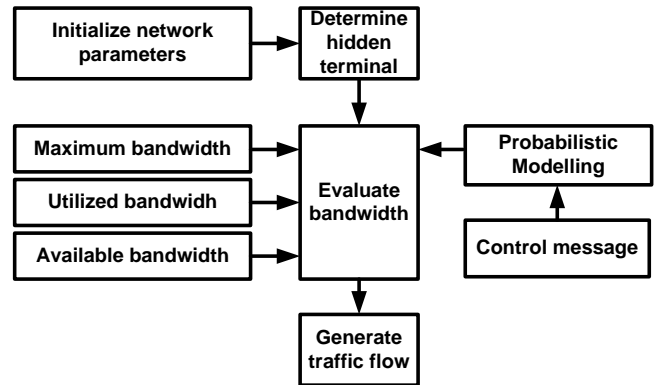 Initialize network
parameters
Determine
hidden
terminal
Maximum bandwidth
Utilized bandwidh
Available bandwidth
Evaluate
bandwidth
Probabilistic
Modelling
Control message
Generate
traffic flow